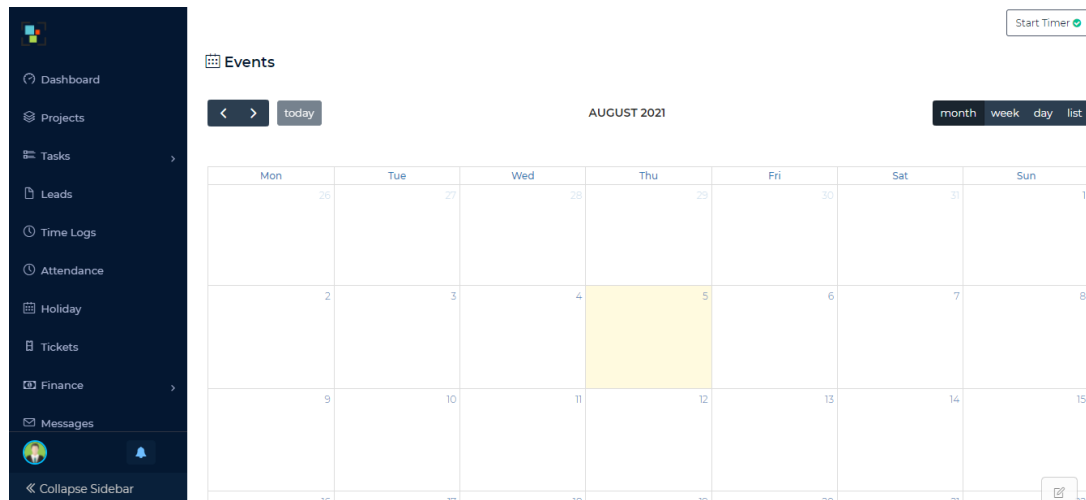 Start Timer
Events
today
AUGUST 2021
month week day list
Dashboard
Projects
Tasks
Leads
Time Logs
Attendance
Holiday
Tickets
Finance
Messages
Collapse Sidebar
Mon Tue Wed Thu Fri Sat Sun
26 27 28 29 30 31 1
2 3 4 5 6 7 8
9 10 11 12 13 14 15